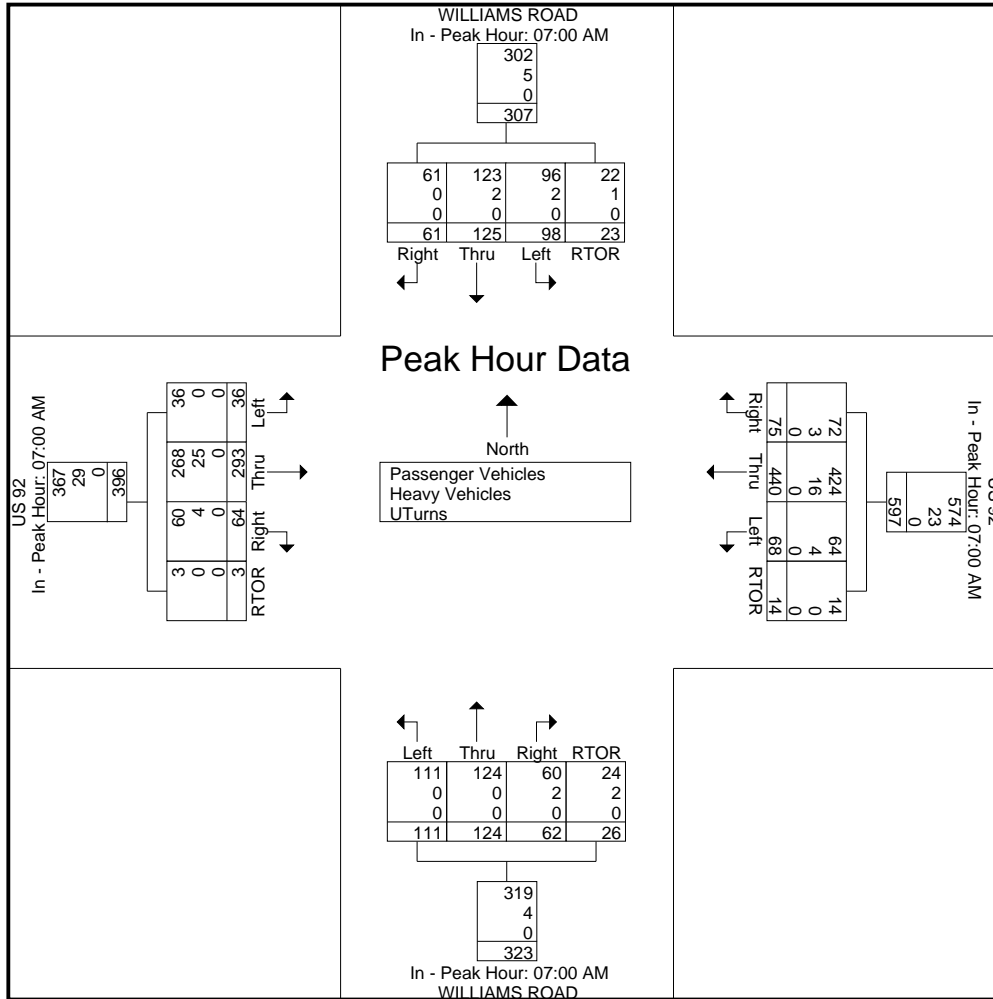 WILLIAMS ROAD
In - Peak Hour: 07:00 AM
302
5
0
307
61 123 96 22
0 2 2 1
0 0 0 0
61 125 98 23
Right Thru Left RTOR
Peak Hour Data
North
Passenger Vehicles
Heavy Vehicles
UTurns
US 92
In - Peak Hour: 07:00 AM
367
29
0
396
36 0 0 36 Left
268 25 0 293 Thru
60 4 0 64 Right
3 0 0 3 RTOR
Right 75 0 3 72
Thru 440 0 16 424
Left 68 0 4 64
RTOR 14 0 0 14
US 92
In - Peak Hour: 07:00 AM
574
23
0
597
Left Thru Right RTOR
111 124 60 24
0 0 2 2
0 0 0 0
111 124 62 26
319
4
0
323
In - Peak Hour: 07:00 AM
WILLIAMS ROAD